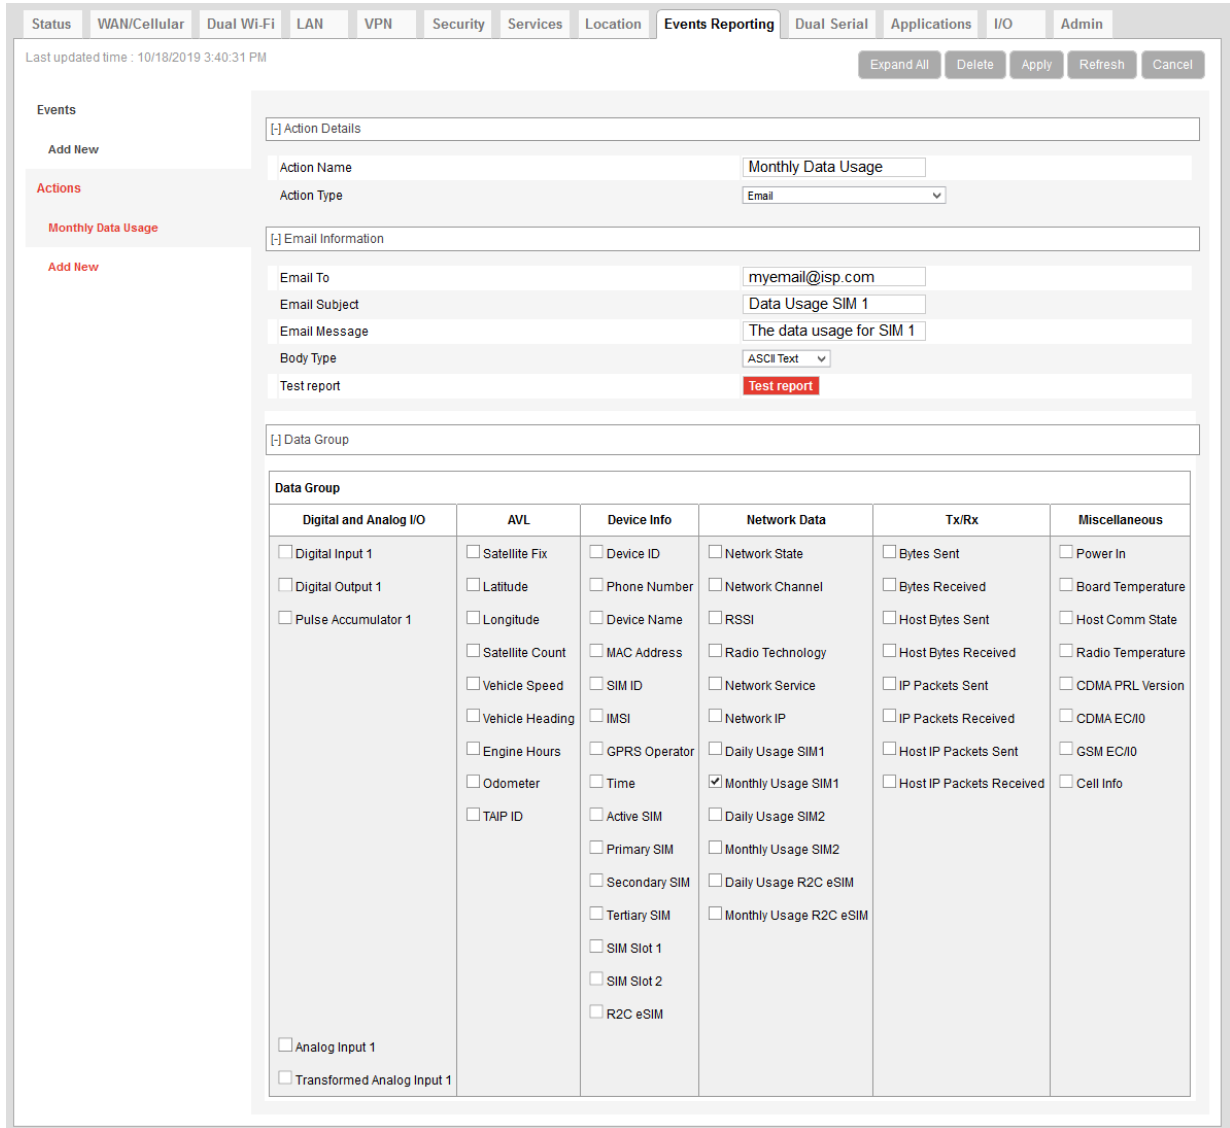 Status WAN/Cellular Dual Wi-Fi LAN VPN Security Services Location Events Reporting Dual Serial Applications I/O Admin
Last updated time : 10/18/2019 3:40:31 PM
Expand All Delete Apply Refresh Cancel
Events
Add New
Actions
Monthly Data Usage
Add New
[-] Action Details
Action Name Monthly Data Usage
Action Type Email
[-] Email Information
Email To myemail@isp.com
Email Subject Data Usage SIM 1
Email Message The data usage for SIM 1
Body Type ASCII Text
Test report Test report
[-] Data Group
Data Group
Digital and Analog I/O AVL Device Info Network Data Tx/Rx Miscellaneous
Digital Input 1 Satellite Fix Device ID Network State Bytes Sent Power In
Digital Output 1 Latitude Phone Number Network Channel Bytes Received Board Temperature
Pulse Accumulator 1 Longitude Device Name RSSI Host Bytes Sent Host Comm State
Satellite Count MAC Address Radio Technology Host Bytes Received Radio Temperature
Vehicle Speed SIM ID Network Service IP Packets Sent CDMA PRL Version
Vehicle Heading IMSI Network IP IP Packets Received CDMA EC/I0
Engine Hours GPRS Operator Daily Usage SIM1 Host IP Packets Sent GSM EC/I0
Odometer Time Monthly Usage SIM1 Host IP Packets Received Cell Info
TAIP ID Active SIM Daily Usage SIM2
Primary SIM Monthly Usage SIM2
Secondary SIM Daily Usage R2C eSIM
Tertiary SIM Monthly Usage R2C eSIM
SIM Slot 1
SIM Slot 2
R2C eSIM
Analog Input 1
Transformed Analog Input 1